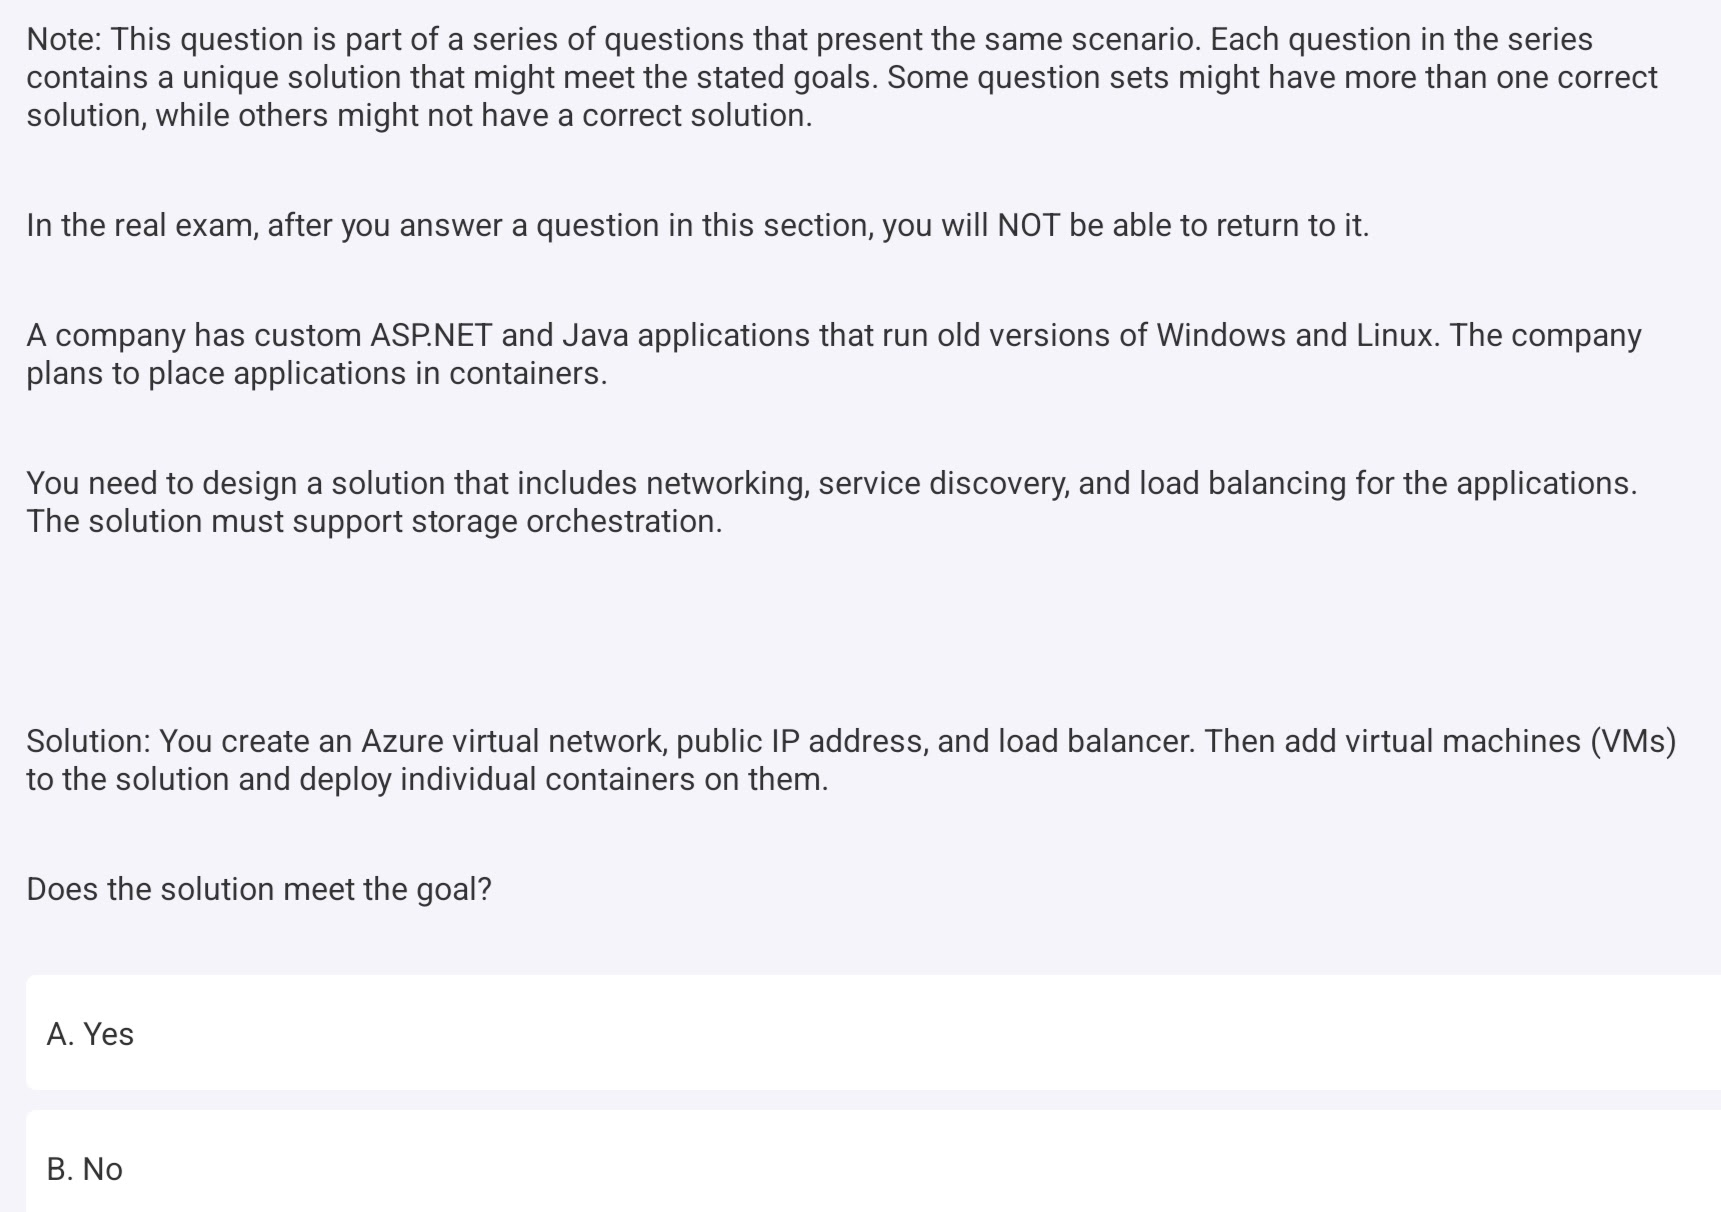 Note: This question is part of a series of questions that present the same scenario. Each question in the series
contains a unique solution that might meet the stated goals. Some question sets might have more than one correct
solution, while others might not have a correct solution.
In the real exam, after you answer a question in this section, you will NOT be able to return to it.
A company has custom ASP.NET and Java applications that run old versions of Windows and Linux. The company
plans to place applications in containers.
You need to design a solution that includes networking, service discovery, and load balancing for the applications.
The solution must support storage orchestration.
Solution: You create an Azure virtual network, public IP address, and load balancer. Then add virtual machines (VMs)
to the solution and deploy individual containers on them.
Does the solution meet the goal?
A. Yes
B. No